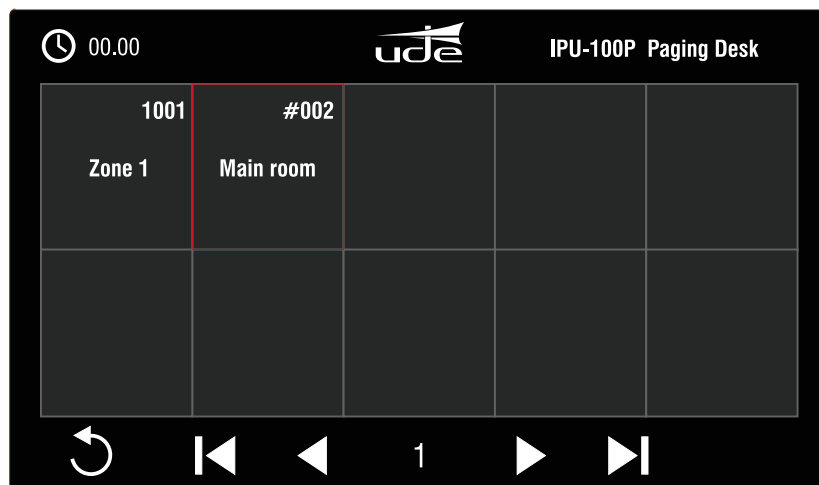 00.00
ude
IPU-100P Paging Desk
1001
#002
Zone 1
Main room
1